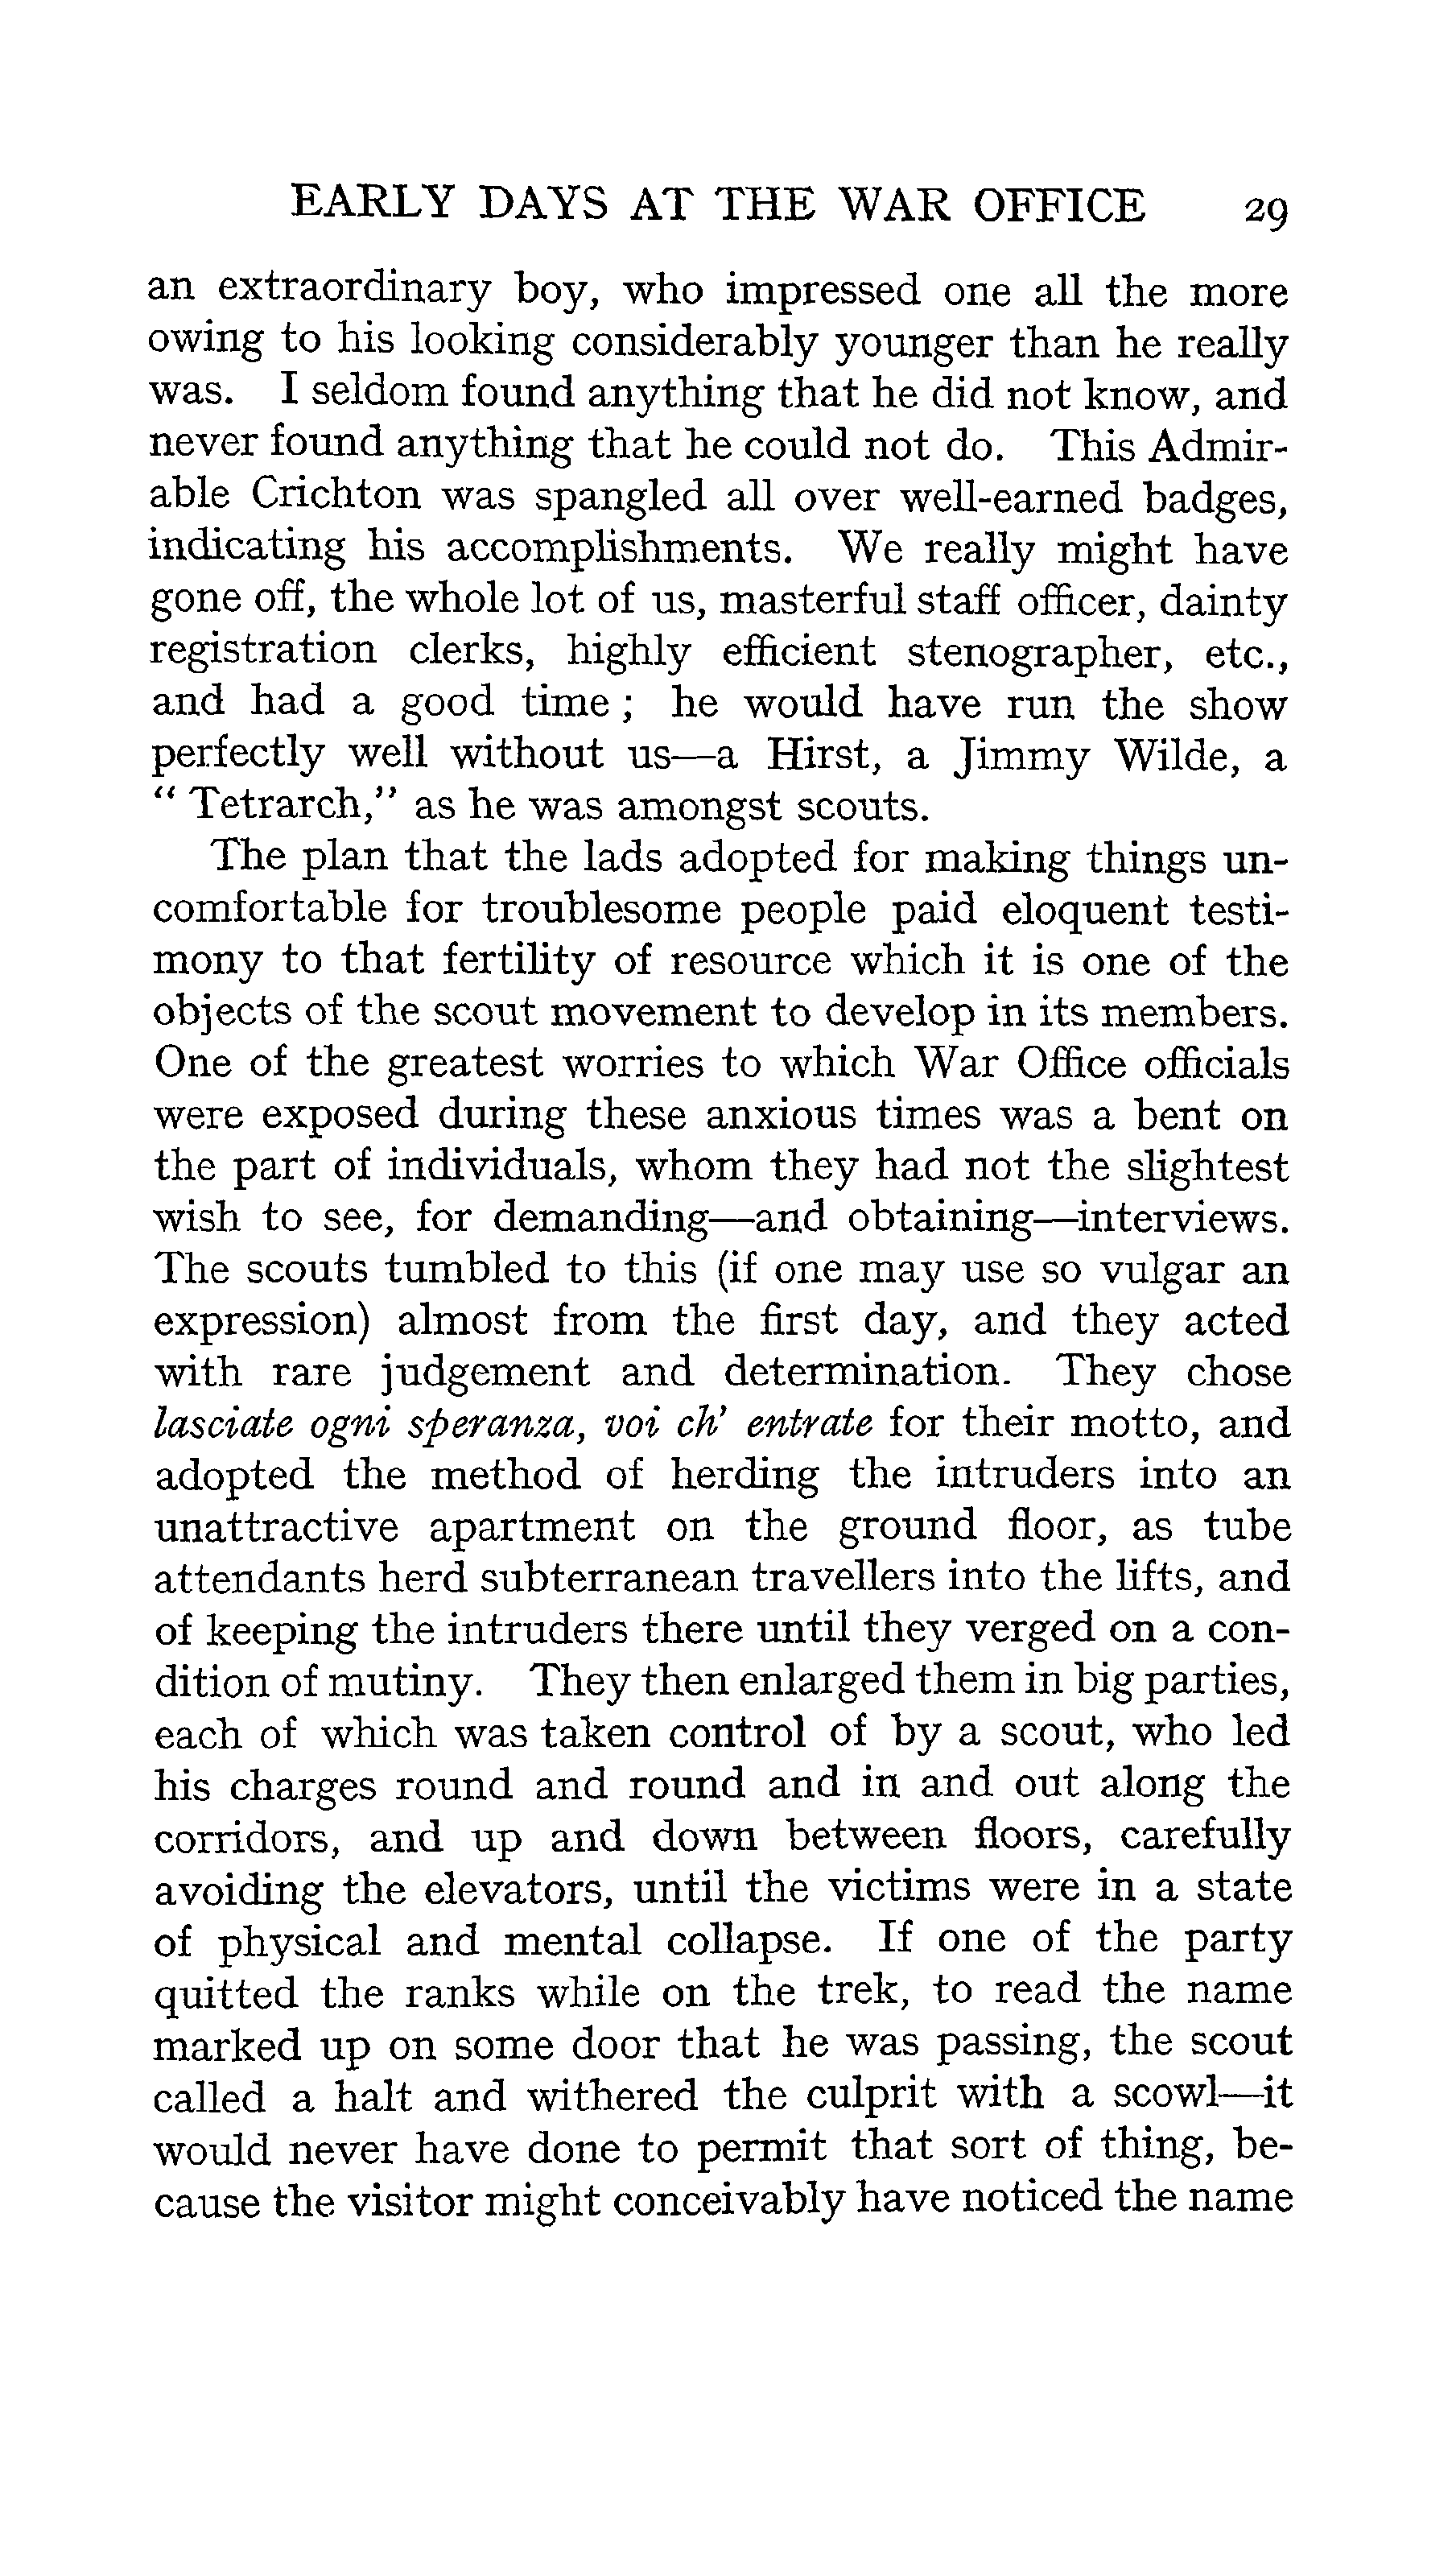 EARLY DAYS AT THE WAR OFFICE 29
an extraordinary boy, who impressed one all the more
owing to his looking considerably younger than he really
was. I seldom found anything that he did not know, and
never found anything that he could not do. This Admir-
able Crichton was spangled all over well-earned badges,
indicating his accomplishments. We really might have
gone off, the whole lot of us, masterful staff officer, dainty
registration clerks, highly efficient stenographer, etc.,
and had a good time ; he would have run the show
perfectly well without us—a Hirst, a Jimmy Wilde, a
" Tetrarch," as he was amongst scouts.
The plan that the lads adopted for making things un-
comfortable for troublesome people paid eloquent testi-
mony to that fertility of resource which it is one of the
objects of the scout movement to develop in its members.
One of the greatest worries to which War Office officials
were exposed during these anxious times was a bent on
the part of individuals, whom they had not the slightest
wish to see, for demanding—and obtaining—interviews.
The scouts tumbled to this (if one may use so vulgar an
expression) almost from the first day, and they acted
with rare judgement and determination. They chose
lasciate ogni speranza, voi ch' entrate for their motto, and
adopted the method of herding the intruders into an
unattractive apartment on the ground floor, as tube
attendants herd subterranean travellers into the lifts, and
of keeping the intruders there until they verged on a con-
dition of mutiny. They then enlarged them in big parties,
each of which was taken control of by a scout, who led
his charges round and round and in and out along the
corridors, and up and down between floors, carefully
avoiding the elevators, until the victims were in a state
of physical and mental collapse. If one of the party
quitted the ranks while on the trek, to read the name
marked up on some door that he was passing, the scout
called a halt and withered the culprit with a scowl—it
would never have done to permit that sort of thing, be-
cause the visitor might conceivably have noticed the name